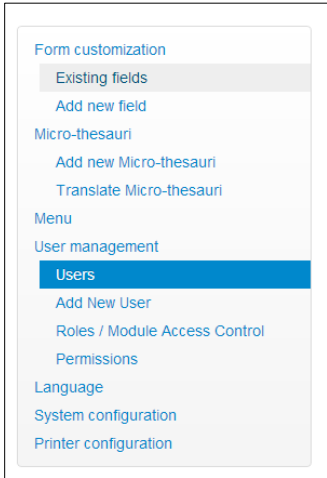 Form customization
Existing fields
Add new field
Micro-thesauri
Add new Micro-thesauri
Translate Micro-thesauri
Menu
User management
Users
Add New User
Roles / Module Access Control
Permissions
Language
System configuration
Printer configuration